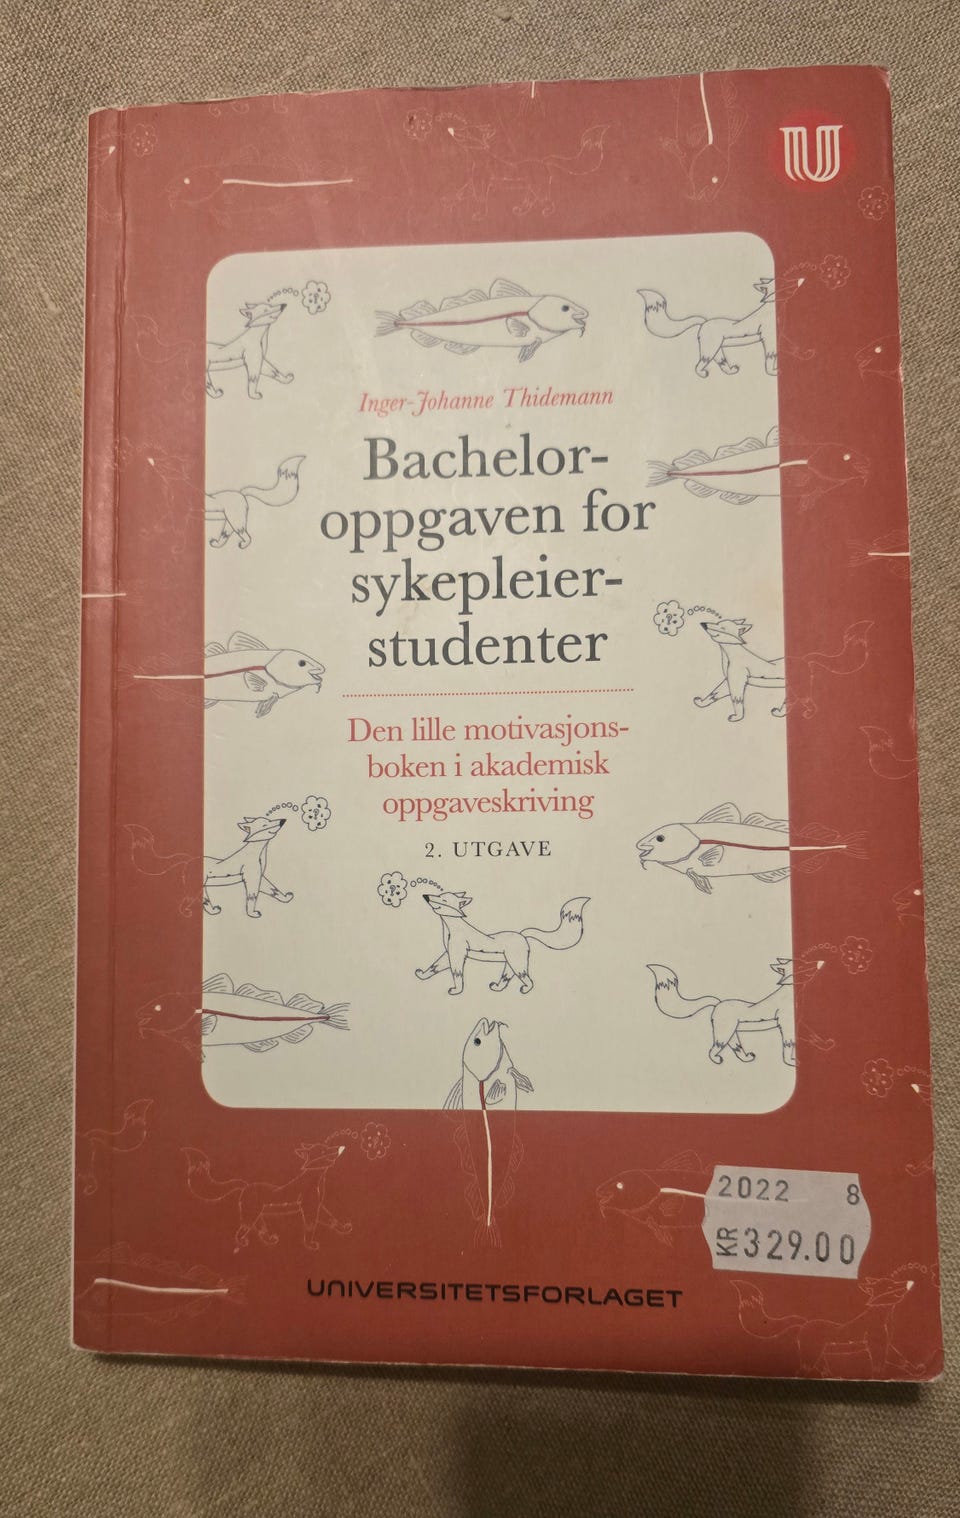 Inger-Johanne Thidemann
Bachelor-
oppgaven for
sykepleier-
studenter
Den lille motivasjons-
boken i akademisk
oppgaveskriving
2. UTGAVE
2022 8
KR 329.00
UNIVERSITETSFORLAGET